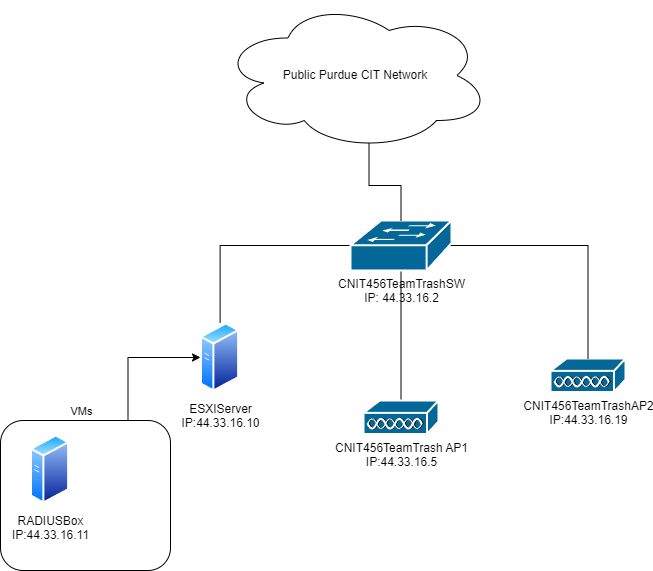 Public Purdue CIT Network
CNIT456TeamTrashSW
IP: 44.33.16.2
ESXIServer
IP:44.33.16.10
CNIT456TeamTrashAP2
IP:44.33.16.19
VMs
CNIT456TeamTrash AP1
IP:44.33.16.5
RADIUSBox
IP:44.33.16.11